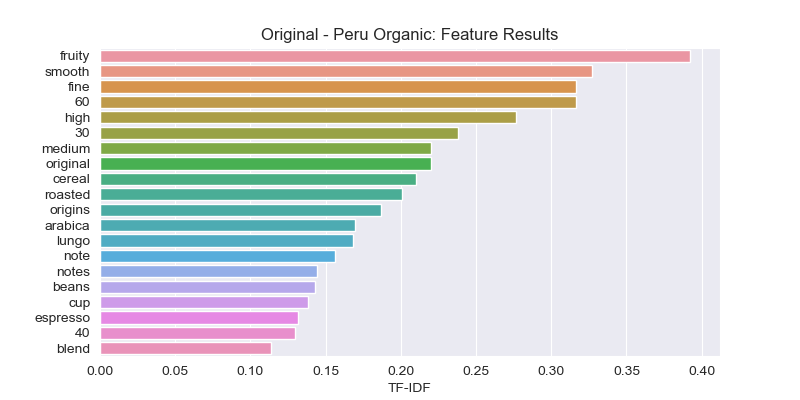 Original - Peru Organic: Feature Results
fruity
smooth
fine
60
high
30
medium
original
cereal
roasted
origins
arabica
lungo
note
notes
beans
cup
espresso
40
blend
0.00 0.05 0.10 0.15 0.20 0.25 0.30 0.35 0.40
TF-IDF